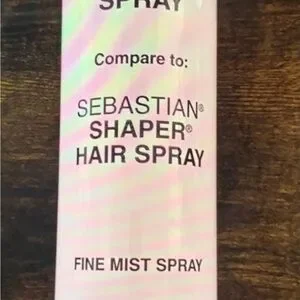 SPRAY
Compare to:
SEBASTIAN®
SHAPER®
HAIR SPRAY
FINE MIST SPRAY